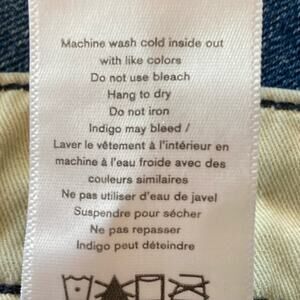 Machine wash cold inside out
with like colors
Do not use bleach
Hang to dry
Do not iron
Indigo may bleed /
Laver le vêtement à l'intérieur en
machine à l'eau froide avec des
couleurs similaires
Ne pas utiliser d'eau de javel
Suspendre pour sécher
Ne pas repasser
Indigo peut déteindre